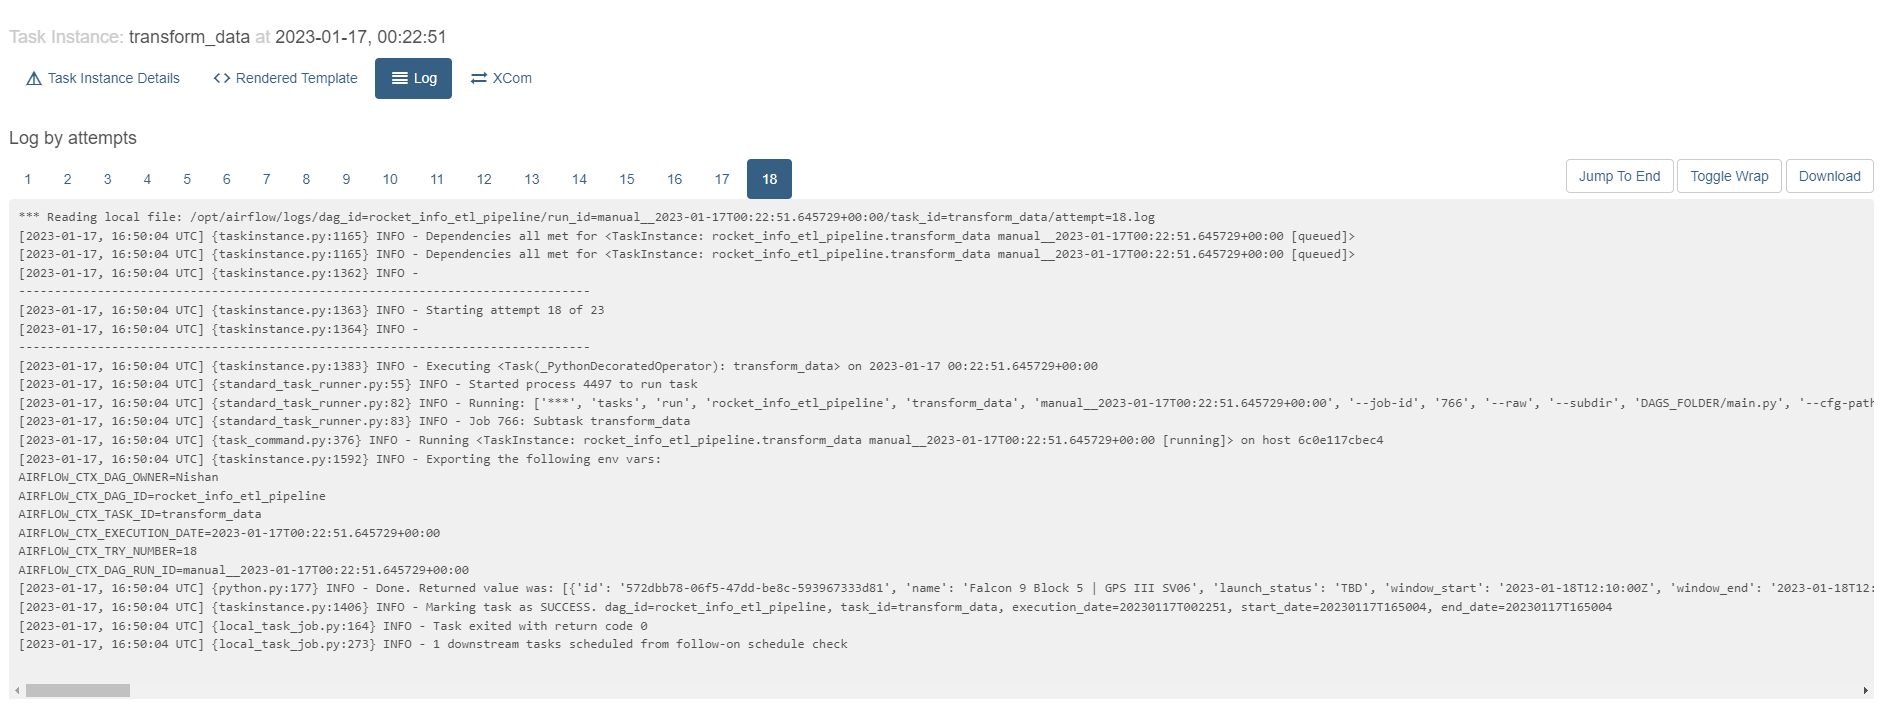 Task Instance: transform_data at 2023-01-17, 00:22:51
Task Instance Details Rendered Template Log XCom
Log by attempts
1 2 3 4 5 6 7 8 9 10 11 12 13 14 15 16 17 18 Jump To End Toggle Wrap Download
*** Reading local file: /opt/airflow/logs/dag_id=rocket_info_etl_pipeline/run_id=manual__2023-01-17T00:22:51.645729+00:00/task_id=transform_data/attempt=18.log
[2023-01-17, 16:50:04 UTC] {taskinstance.py:1165} INFO - Dependencies all met for <TaskInstance: rocket_info_etl_pipeline.transform_data manual__2023-01-17T00:22:51.645729+00:00 [queued]>
[2023-01-17, 16:50:04 UTC] {taskinstance.py:1165} INFO - Dependencies all met for <TaskInstance: rocket_info_etl_pipeline.transform_data manual__2023-01-17T00:22:51.645729+00:00 [queued]>
[2023-01-17, 16:50:04 UTC] {taskinstance.py:1362} INFO -
--------------------------------------------------------------------------------
[2023-01-17, 16:50:04 UTC] {taskinstance.py:1363} INFO - Starting attempt 18 of 23
[2023-01-17, 16:50:04 UTC] {taskinstance.py:1364} INFO -
--------------------------------------------------------------------------------
[2023-01-17, 16:50:04 UTC] {taskinstance.py:1383} INFO - Executing <Task(_PythonDecoratedOperator): transform_data> on 2023-01-17 00:22:51.645729+00:00
[2023-01-17, 16:50:04 UTC] {standard_task_runner.py:55} INFO - Started process 4497 to run task
[2023-01-17, 16:50:04 UTC] {standard_task_runner.py:82} INFO - Running: ['***', 'tasks', 'run', 'rocket_info_etl_pipeline', 'transform_data', 'manual__2023-01-17T00:22:51.645729+00:00', '--job-id', '766', '--raw', '--subdir', 'DAGS_FOLDER/main.py', '--cfg-path
[2023-01-17, 16:50:04 UTC] {standard_task_runner.py:83} INFO - Job 766: Subtask transform_data
[2023-01-17, 16:50:04 UTC] {task_command.py:376} INFO - Running <TaskInstance: rocket_info_etl_pipeline.transform_data manual__2023-01-17T00:22:51.645729+00:00 [running]> on host 6c0e117cbec4
[2023-01-17, 16:50:04 UTC] {taskinstance.py:1592} INFO - Exporting the following env vars:
AIRFLOW_CTX_DAG_OWNER=Nishan
AIRFLOW_CTX_DAG_ID=rocket_info_etl_pipeline
AIRFLOW_CTX_TASK_ID=transform_data
AIRFLOW_CTX_EXECUTION_DATE=2023-01-17T00:22:51.645729+00:00
AIRFLOW_CTX_TRY_NUMBER=18
AIRFLOW_CTX_DAG_RUN_ID=manual__2023-01-17T00:22:51.645729+00:00
[2023-01-17, 16:50:04 UTC] {python.py:177} INFO - Done. Returned value was: [{'id': '572dbb78-06f5-47dd-be8c-593967333d81', 'name': 'Falcon 9 Block 5 | GPS III SV06', 'launch_status': 'TBD', 'window_start': '2023-01-18T12:10:00Z', 'window_end': '2023-01-18T12:
[2023-01-17, 16:50:04 UTC] {taskinstance.py:1406} INFO - Marking task as SUCCESS. dag_id=rocket_info_etl_pipeline, task_id=transform_data, execution_date=20230117T002251, start_date=20230117T165004, end_date=20230117T165004
[2023-01-17, 16:50:04 UTC] {local_task_job.py:164} INFO - Task exited with return code 0
[2023-01-17, 16:50:04 UTC] {local_task_job.py:273} INFO - 1 downstream tasks scheduled from follow-on schedule check